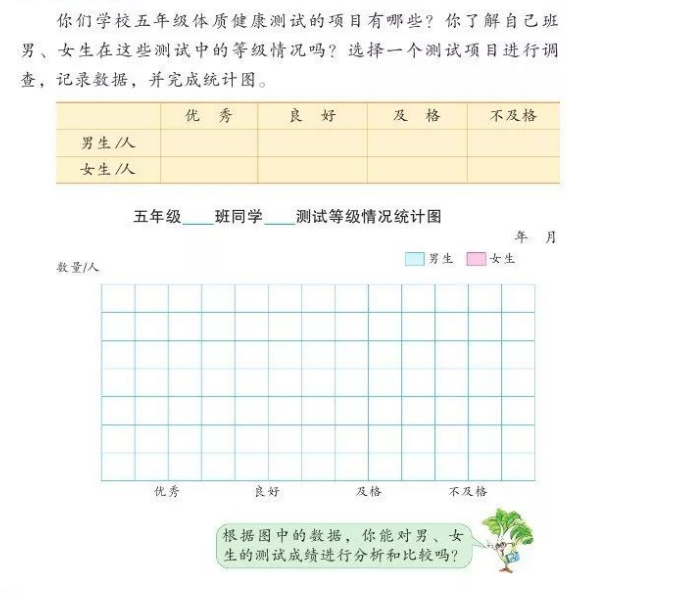 你们学校五年级体质健康测试的项目有哪些？你了解自己班
男、女生在这些测试中的等级情况吗？选择一个测试项目进行调
查，记录数据，并完成统计图。
优 秀 良 好 及 格 不及格
男生/人
女生/人
五年级____班同学____测试等级情况统计图
年 月
男生 女生
数量/人
优秀 良好 及格 不及格
根据图中的数据，你能对男、女
生的测试成绩进行分析和比较吗？